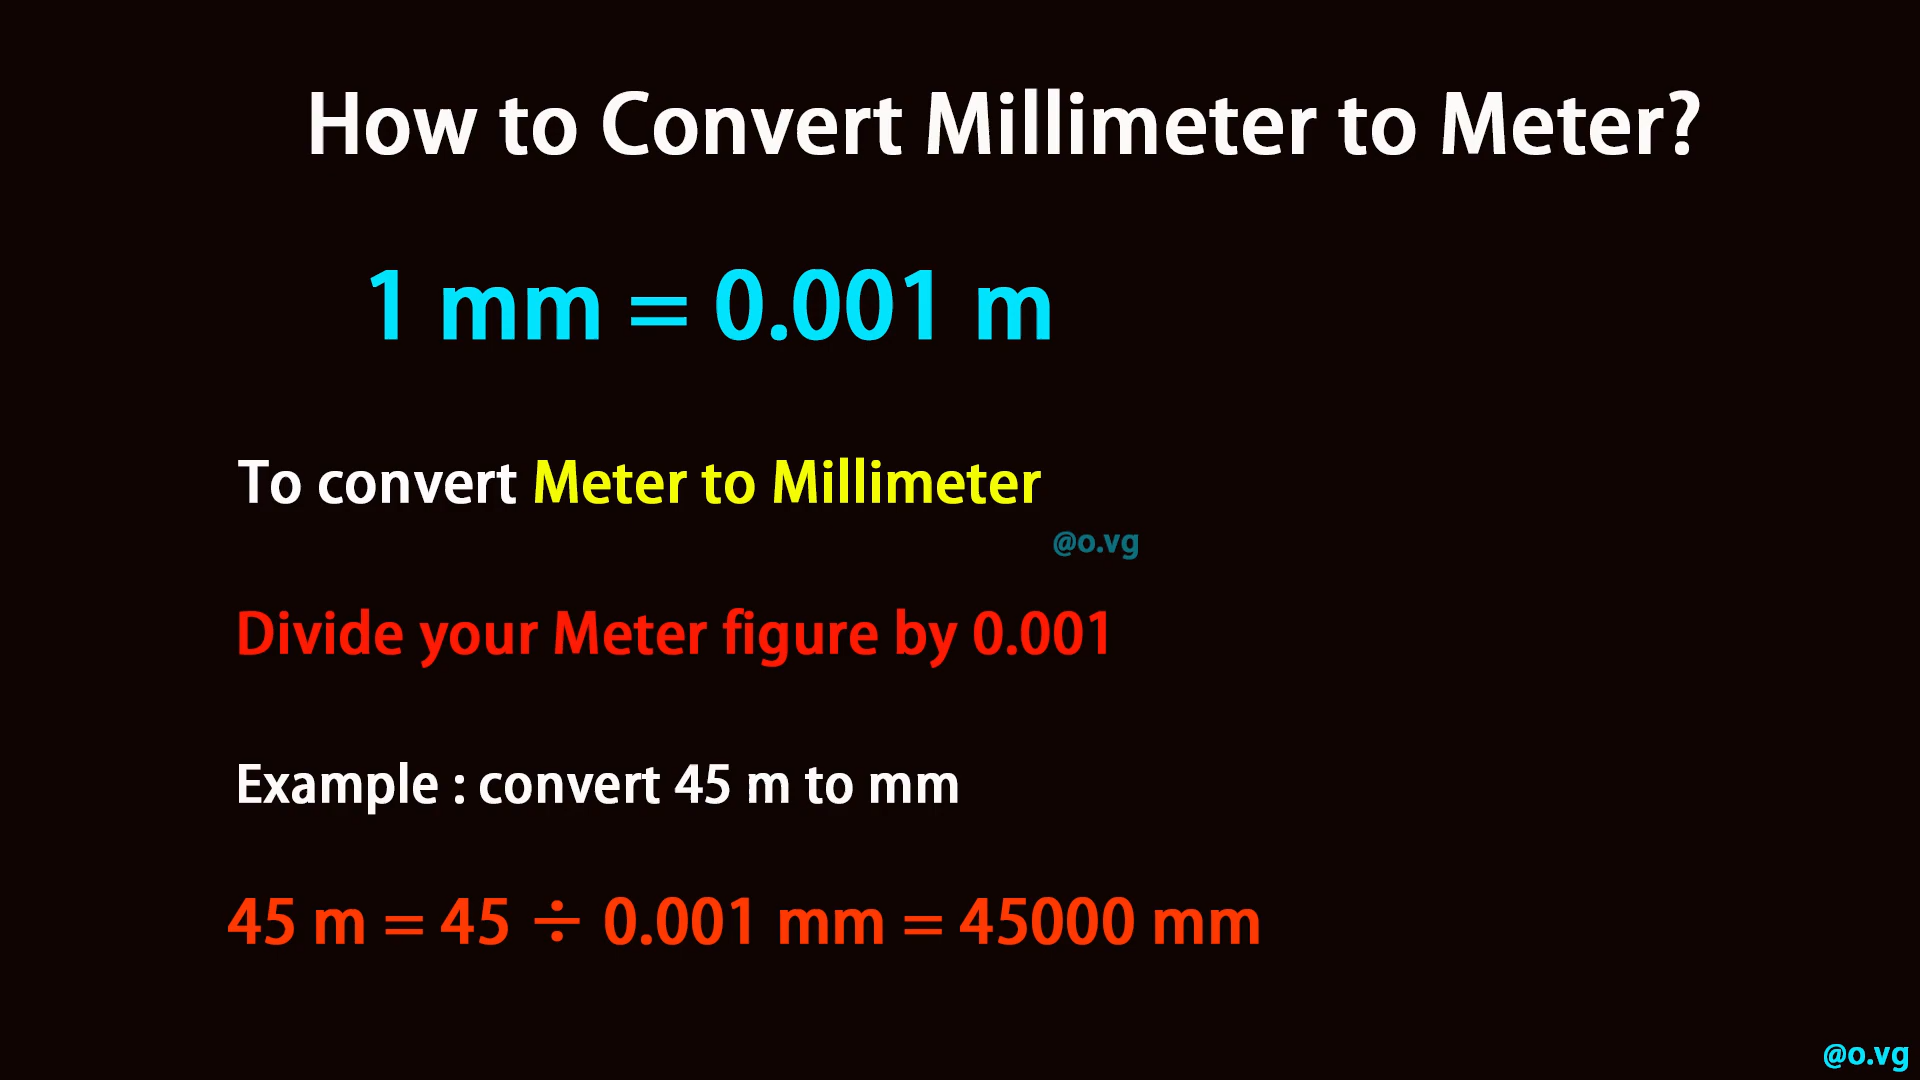 How to Convert Millimeter to Meter?
1 mm = 0.001 m
To convert Meter to Millimeter
@o.vg
Divide your Meter figure by 0.001
Example : convert 45 m to mm
45 m = 45 ÷ 0.001 mm = 45000 mm
@o.vg